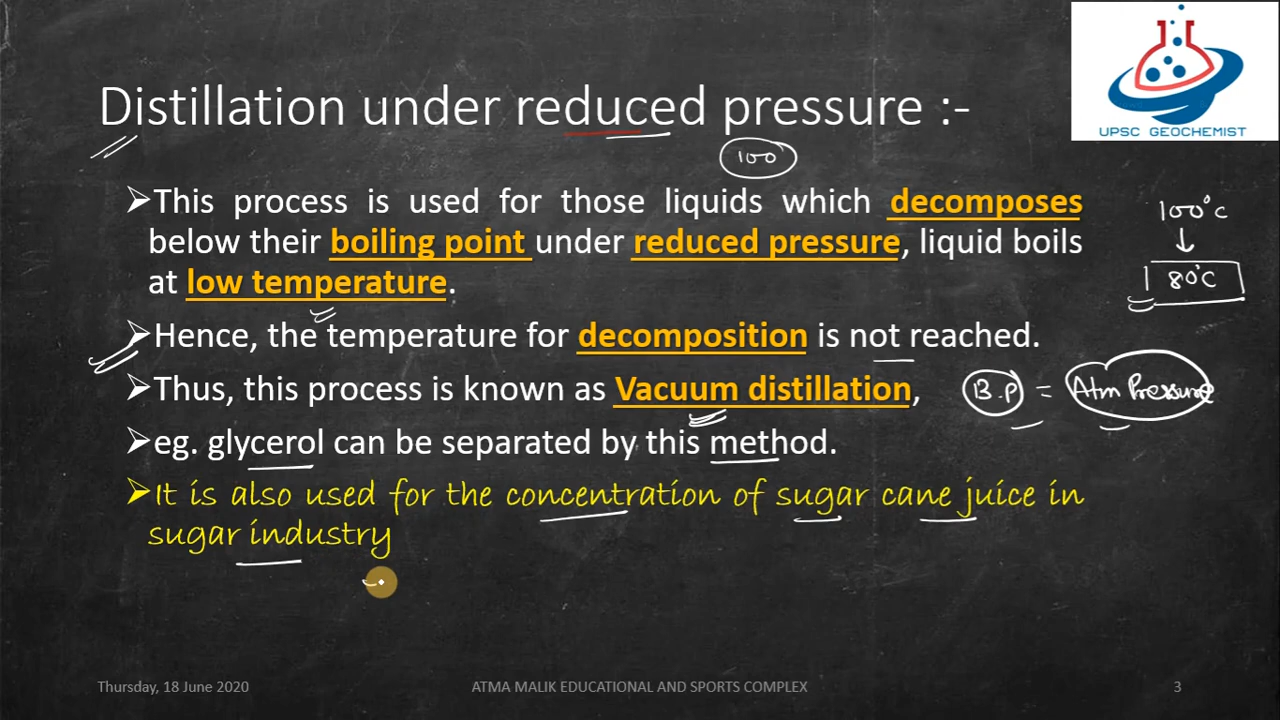 Distillation under reduced pressure :-
UPSC GEOCHEMIST
100
➢This process is used for those liquids which decomposes
below their boiling point under reduced pressure, liquid boils
at low temperature.
100°C
↓
80°C
➢Hence, the temperature for decomposition is not reached.
➢Thus, this process is known as Vacuum distillation,
B.P = Atm Pressure
➢eg. glycerol can be separated by this method.
➢It is also used for the concentration of sugar cane juice in
sugar industry
Thursday, 18 June 2020
ATMA MALIK EDUCATIONAL AND SPORTS COMPLEX
3